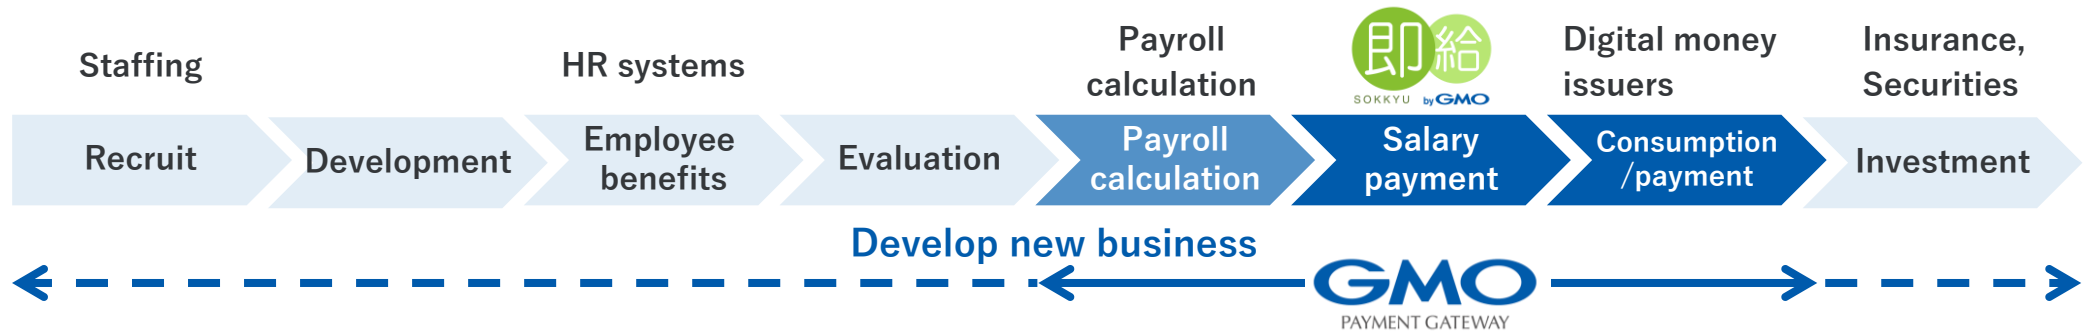 Staffing
HR systems
Payroll
calculation
即給
SOKKYU by GMO
Digital money
issuers
Insurance,
Securities
Recruit
Development
Employee
benefits
Evaluation
Payroll
calculation
Salary
payment
Consumption
/payment
Investment
Develop new business
GMO
PAYMENT GATEWAY